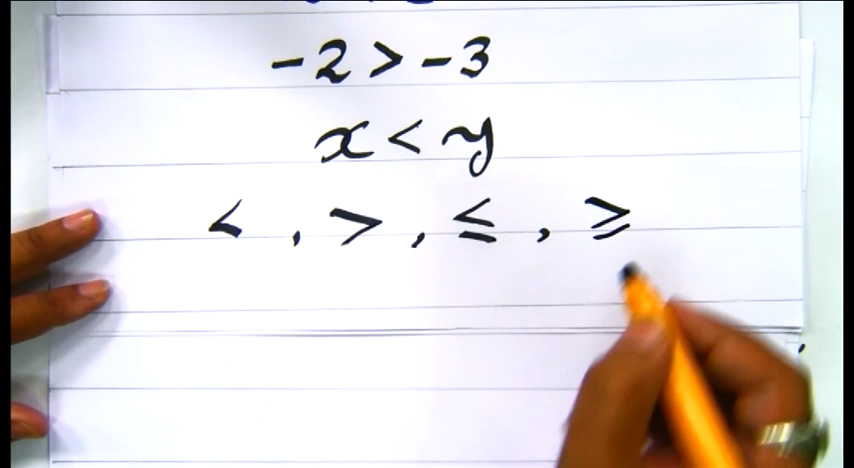 -2 > -3
x < y
< , > , ≤ , ≥